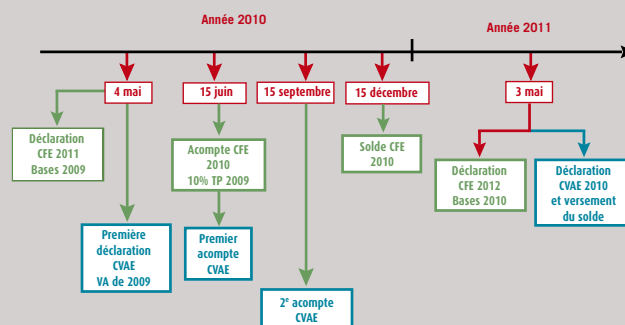 Année 2010
Année 2011
4 mai
15 juin
15 septembre
15 décembre
3 mai
Déclaration
CFE 2011
Bases 2009
Acompte CFE
2010
10% TP 2009
Solde CFE
2010
Déclaration
CFE 2012
Bases 2010
Déclaration
CVAE 2010
et versement
du solde
Première
déclaration
CVAE
VA de 2009
Premier
acompte
CVAE
2e acompte
CVAE